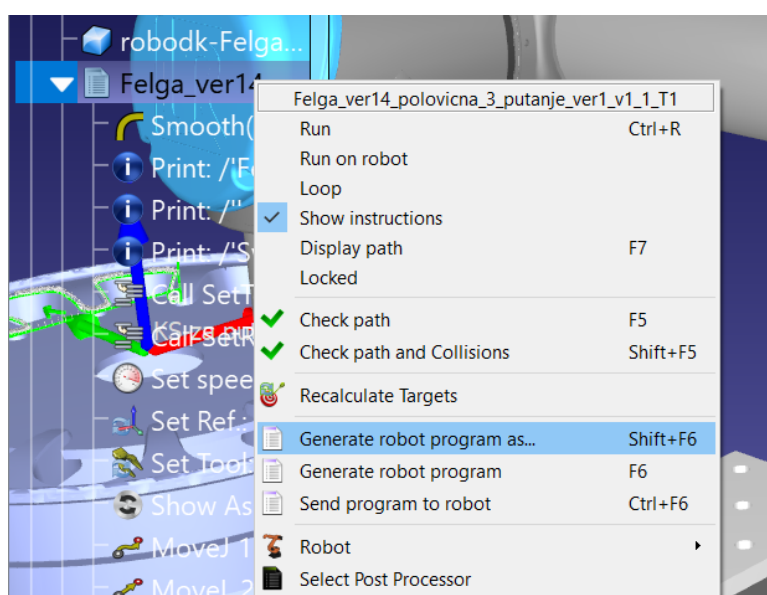 robodk-Felga...
Felga_ver14
Felga_ver14_polovicna_3_putanje_ver1_v1_1_T1
Smooth(
Run Ctrl+R
Print: /'F
Run on robot
Loop
Print: /''
Show instructions
Print: /'S
Display path F7
Locked
Call SetT
Check path F5
Call SetR
Check path and Collisions Shift+F5
Set spee
Recalculate Targets
Set Ref.:
Generate robot program as... Shift+F6
Set Tool:
Generate robot program F6
Show As
Send program to robot Ctrl+F6
MoveJ 1
Robot
MoveL 2
Select Post Processor